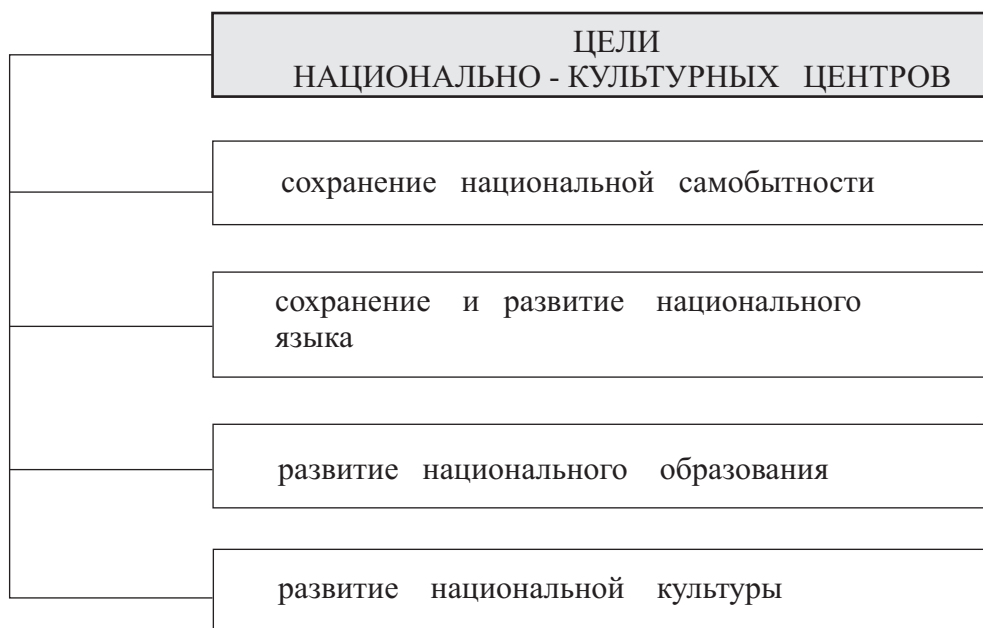 ЦЕЛИ
НАЦИОНАЛЬНО - КУЛЬТУРНЫХ ЦЕНТРОВ
сохранение национальной самобытности
сохранение и развитие национального
языка
развитие национального образования
развитие национальной культуры